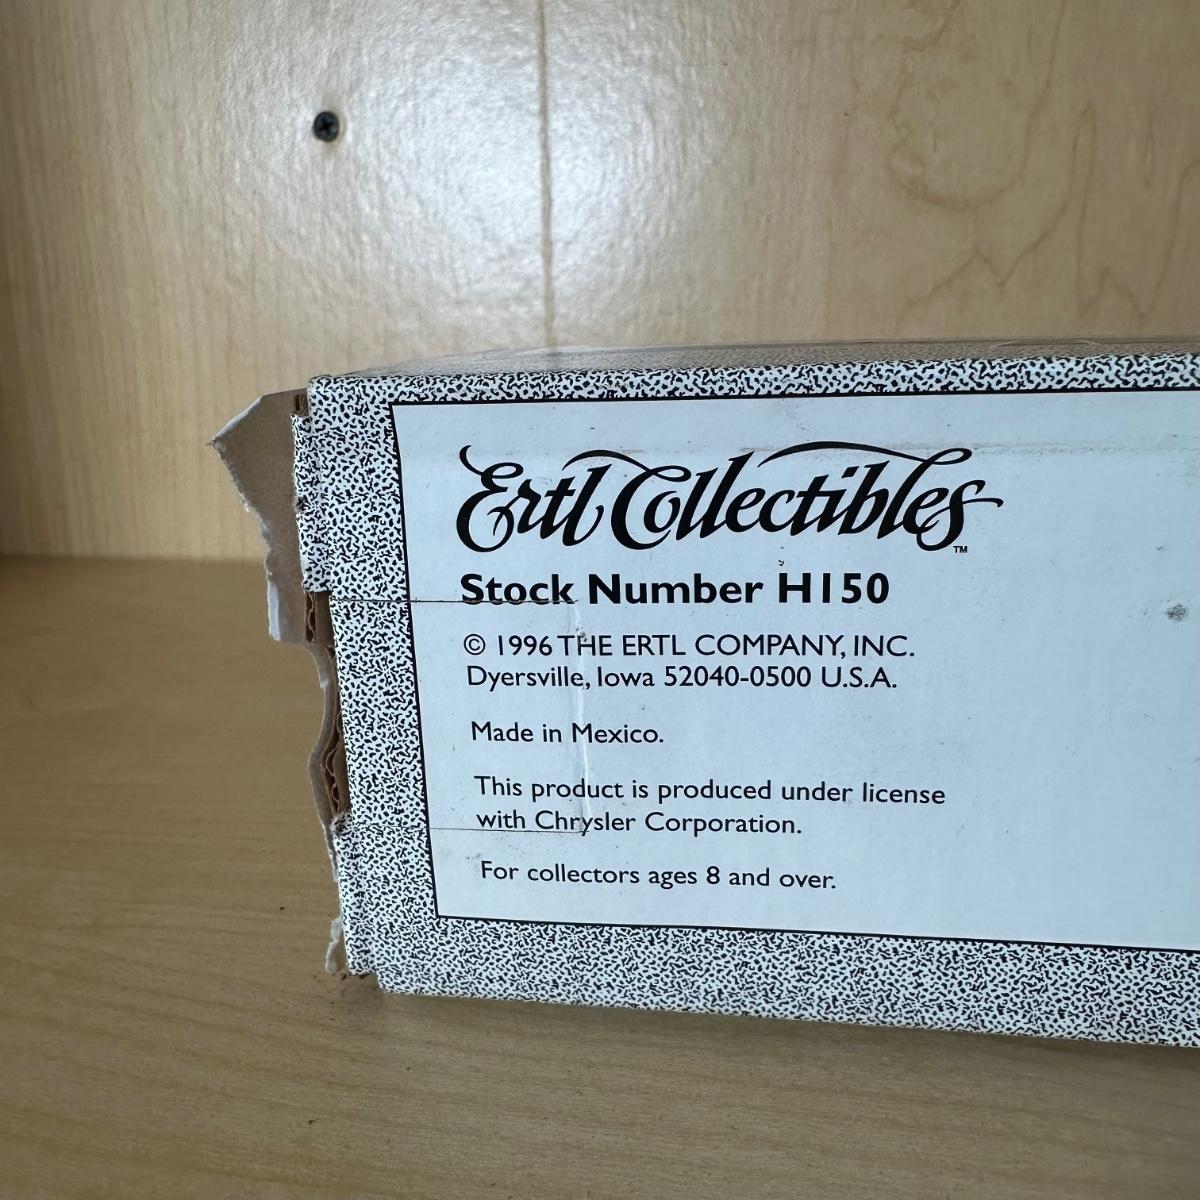 Ertl Collectibles™
Stock Number H150
© 1996 THE ERTL COMPANY, INC.
Dyersville, Iowa 52040-0500 U.S.A.
Made in Mexico.
This product is produced under license
with Chrysler Corporation.
For collectors ages 8 and over.